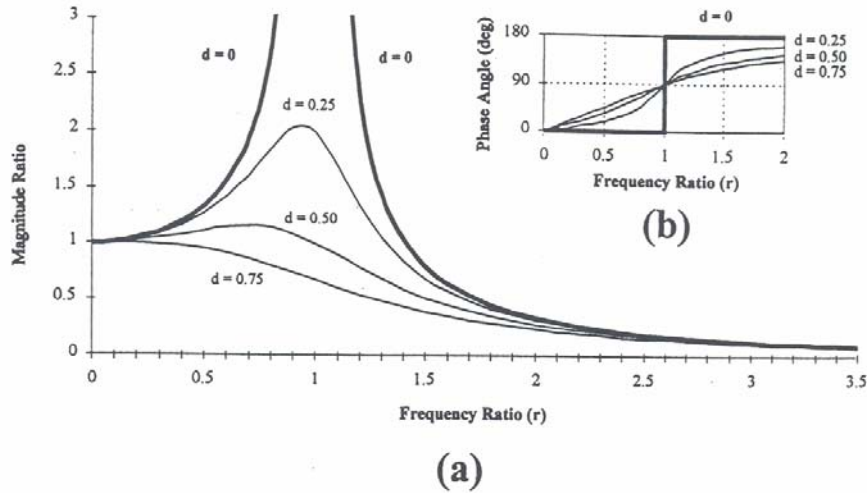 3
2.5
2
1.5
1
0.5
0
Magnitude Ratio
d = 0
d = 0
d = 0.25
d = 0.50
d = 0.75
0
0.5
1
1.5
2
2.5
3
3.5
Frequency Ratio (r)
(a)
d = 0
180
90
0
Phase Angle (deg)
d = 0.25
d = 0.50
d = 0.75
0
0.5
1
1.5
2
Frequency Ratio (r)
(b)